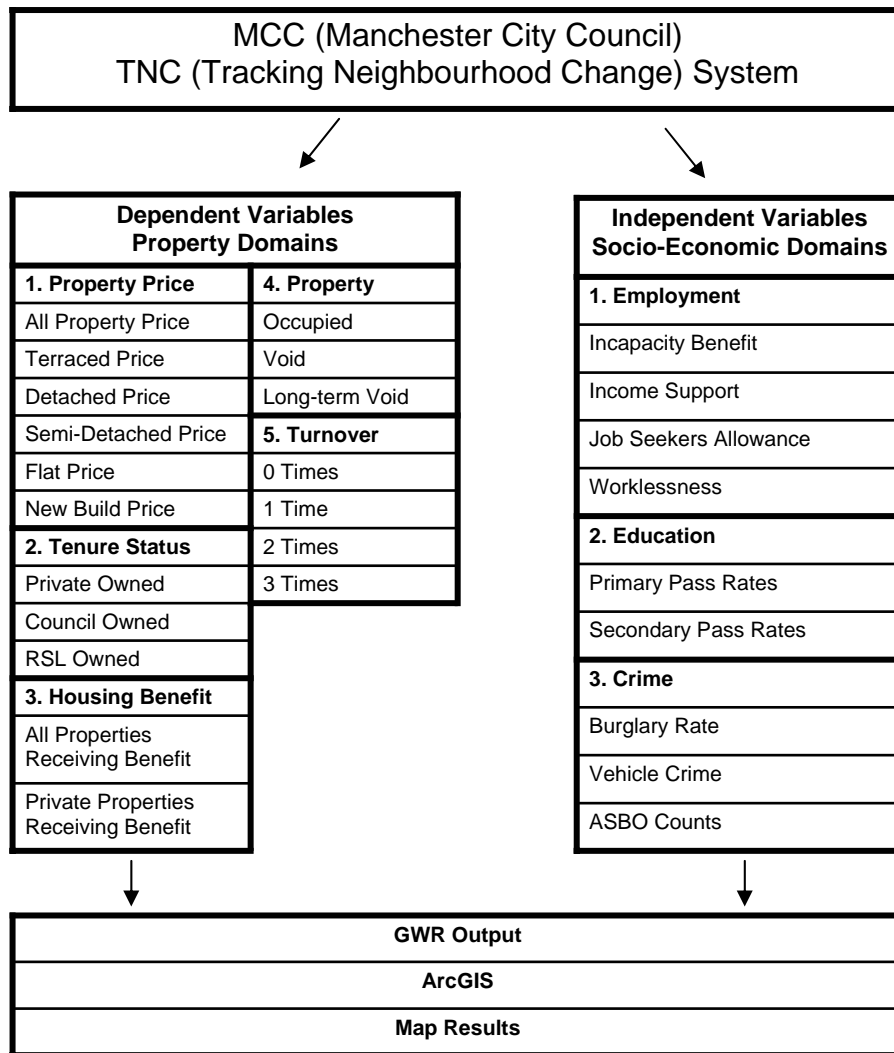 MCC (Manchester City Council)
TNC (Tracking Neighbourhood Change) System
Dependent Variables
Property Domains
1. Property Price
All Property Price
Terraced Price
Detached Price
Semi-Detached Price
Flat Price
New Build Price
2. Tenure Status
Private Owned
Council Owned
RSL Owned
3. Housing Benefit
All Properties
Receiving Benefit
Private Properties
Receiving Benefit
4. Property
Occupied
Void
Long-term Void
5. Turnover
0 Times
1 Time
2 Times
3 Times
Independent Variables
Socio-Economic Domains
1. Employment
Incapacity Benefit
Income Support
Job Seekers Allowance
Worklessness
2. Education
Primary Pass Rates
Secondary Pass Rates
3. Crime
Burglary Rate
Vehicle Crime
ASBO Counts
GWR Output
ArcGIS
Map Results